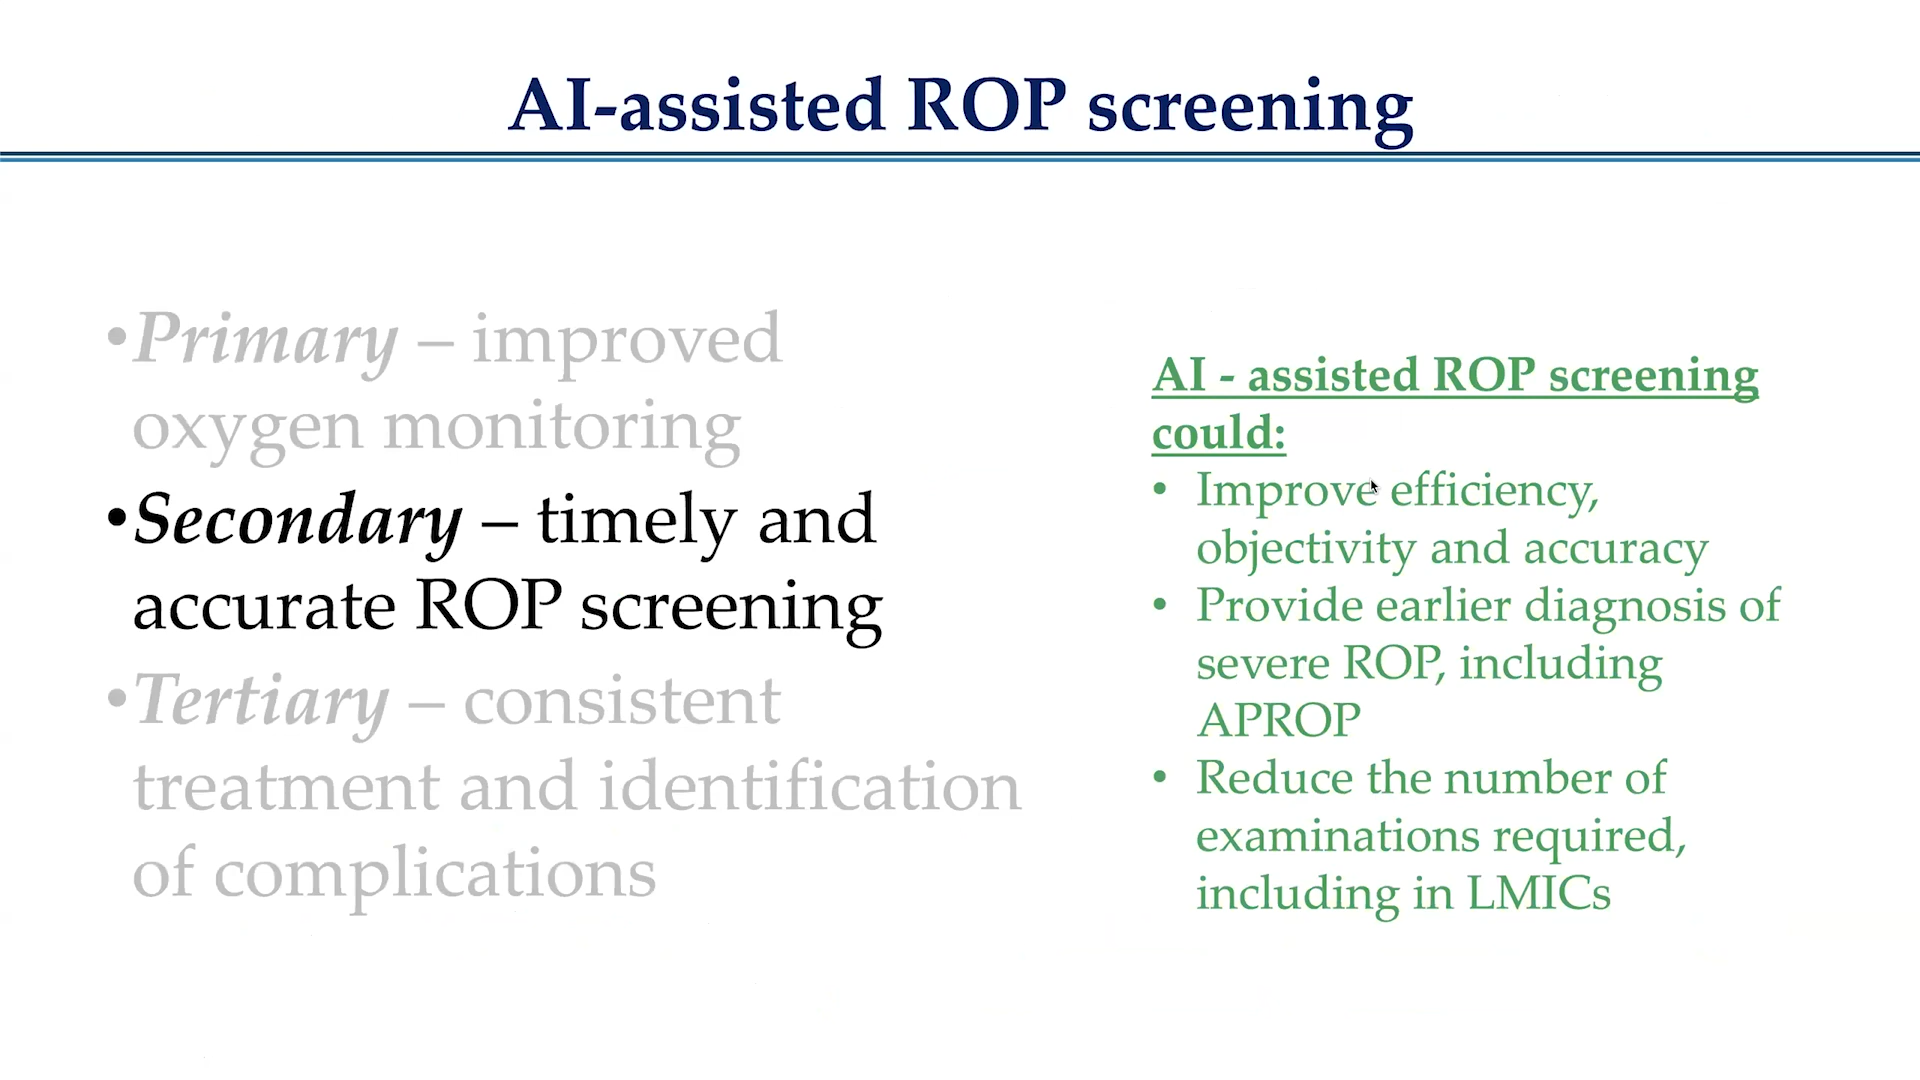 AI-assisted ROP screening
•Primary – improved
oxygen monitoring
•Secondary – timely and
accurate ROP screening
•Tertiary – consistent
treatment and identification
of complications
AI - assisted ROP screening
could:
• Improve efficiency,
objectivity and accuracy
• Provide earlier diagnosis of
severe ROP, including
APROP
• Reduce the number of
examinations required,
including in LMICs